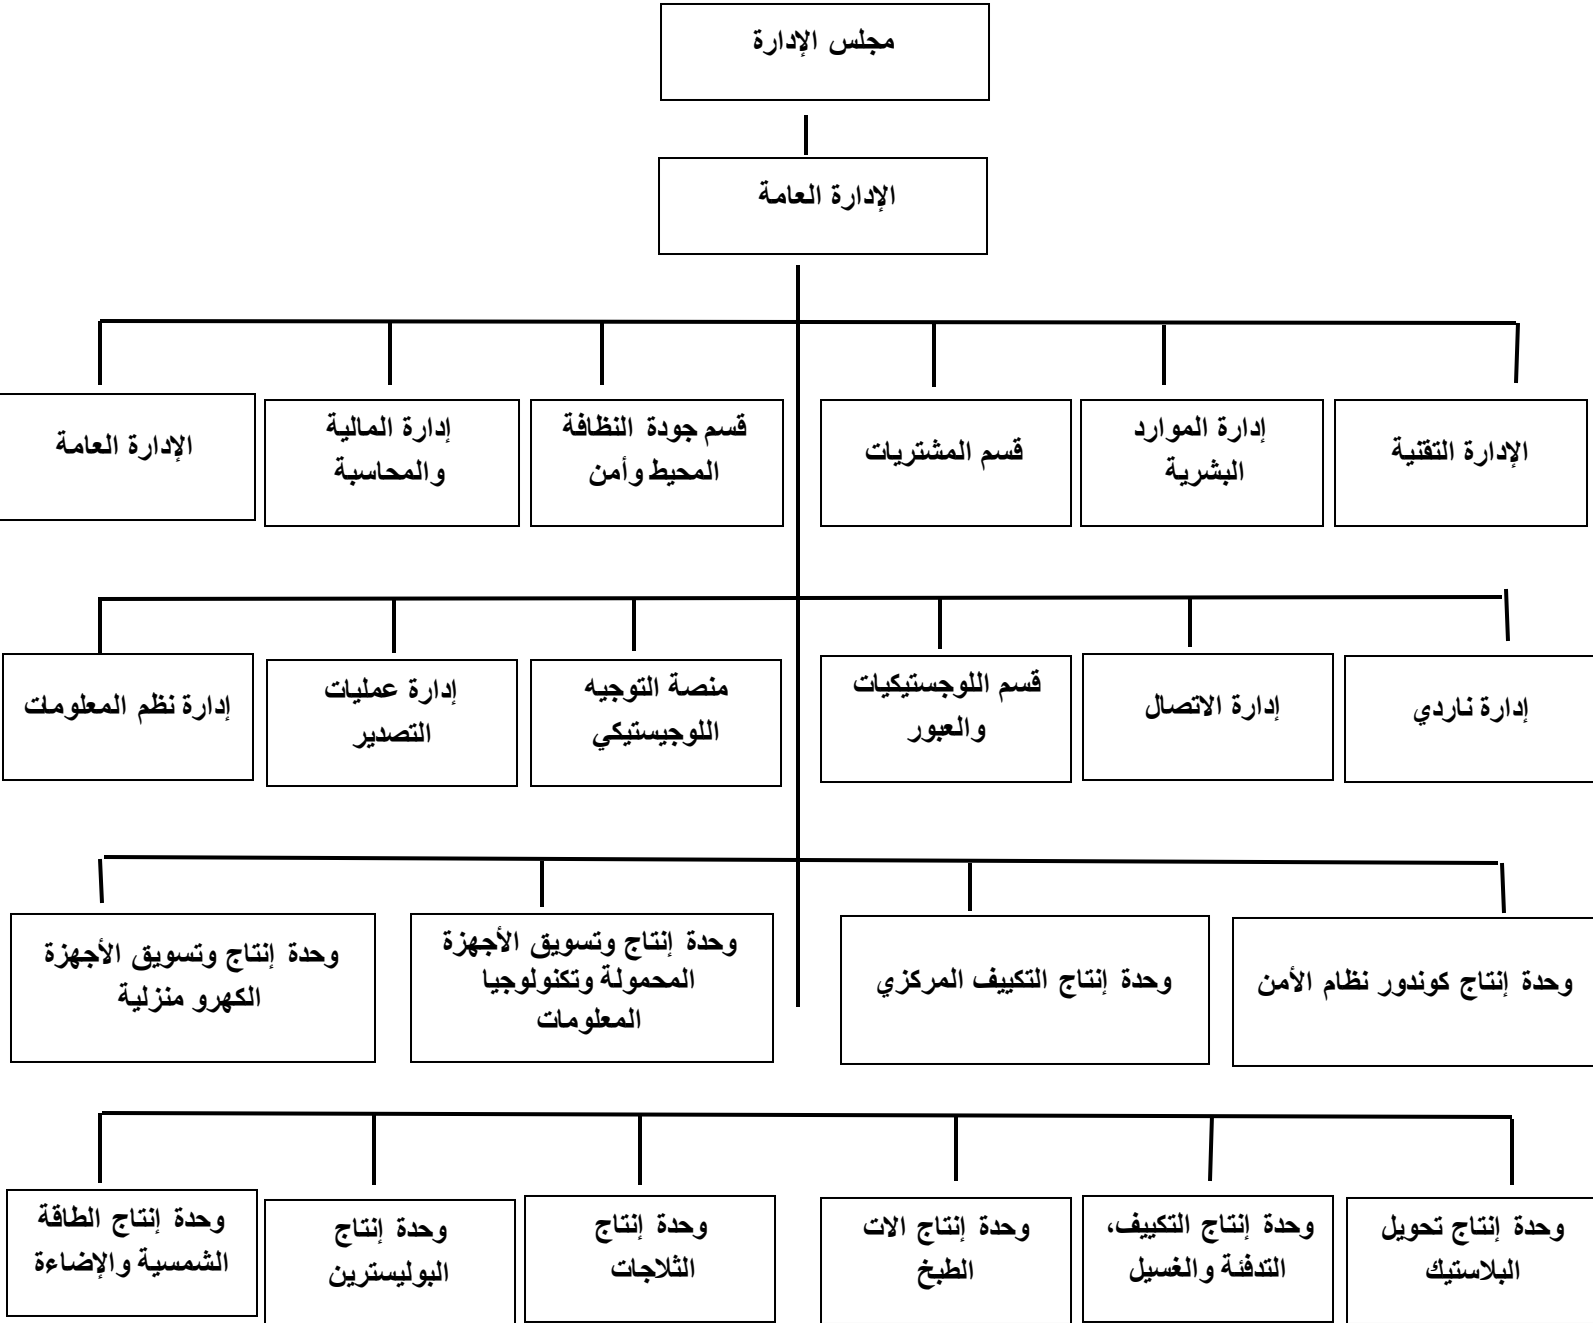 مجلس الإدارة
الإدارة العامة
الإدارة التقنية
إدارة الموارد
البشرية
قسم المشتريات
قسم جودة النظافة
المحيط وأمن
إدارة المالية
والمحاسبة
الإدارة العامة
إدارة ناردي
إدارة الاتصال
قسم اللوجستيكيات
والعبور
منصة التوجيه
اللوجيستيكي
إدارة عمليات
التصدير
إدارة نظم المعلومات
وحدة إنتاج كوندور نظام الأمن
وحدة إنتاج التكييف المركزي
وحدة إنتاج وتسويق الأجهزة
المحمولة وتكنولوجيا
المعلومات
وحدة إنتاج وتسويق الأجهزة
الكهرو منزلية
وحدة إنتاج تحويل
البلاستيك
وحدة إنتاج التكييف،
التدفئة والغسيل
وحدة إنتاج الات
الطبخ
وحدة إنتاج
الثلاجات
وحدة إنتاج
البوليسترين
وحدة إنتاج الطاقة
الشمسية والإضاءة